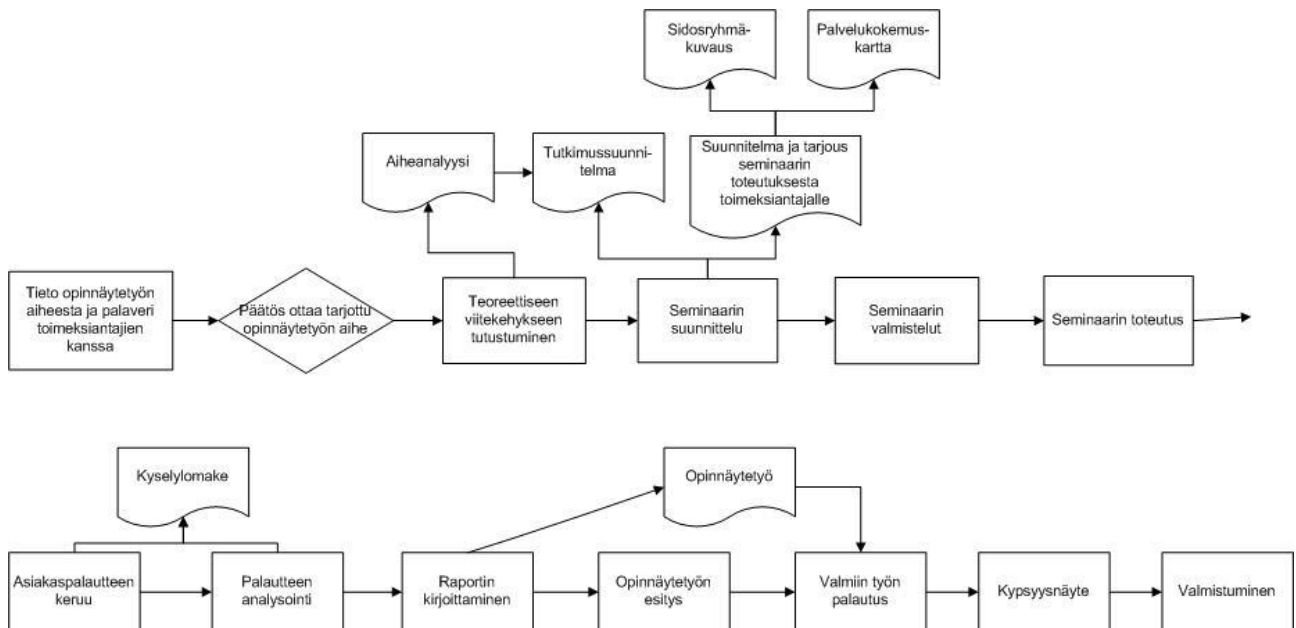 Sidosryhmä-
kuvaus
Palvelukokemus-
kartta
Aiheanalyysi
Tutkimussuunni-
telma
Suunnitelma ja tarjous
seminaarin
toteutuksesta
toimeksiantajalle
Tieto opinnäytetyön
aiheesta ja palaveri
toimeksiantajien
kanssa
Päätös ottaa tarjottu
opinnäytetyön aihe
Teoreettiseen
viitekehykseen
tutustuminen
Seminaarin
suunnittelu
Seminaarin
valmistelut
Seminaarin toteutus
Kyselylomake
Opinnäytetyö
Asiakaspalautteen
keruu
Palautteen
analysointi
Raportin
kirjoittaminen
Opinnäytetyön
esitys
Valmiin työn
palautus
Kypsyysnäyte
Valmistuminen